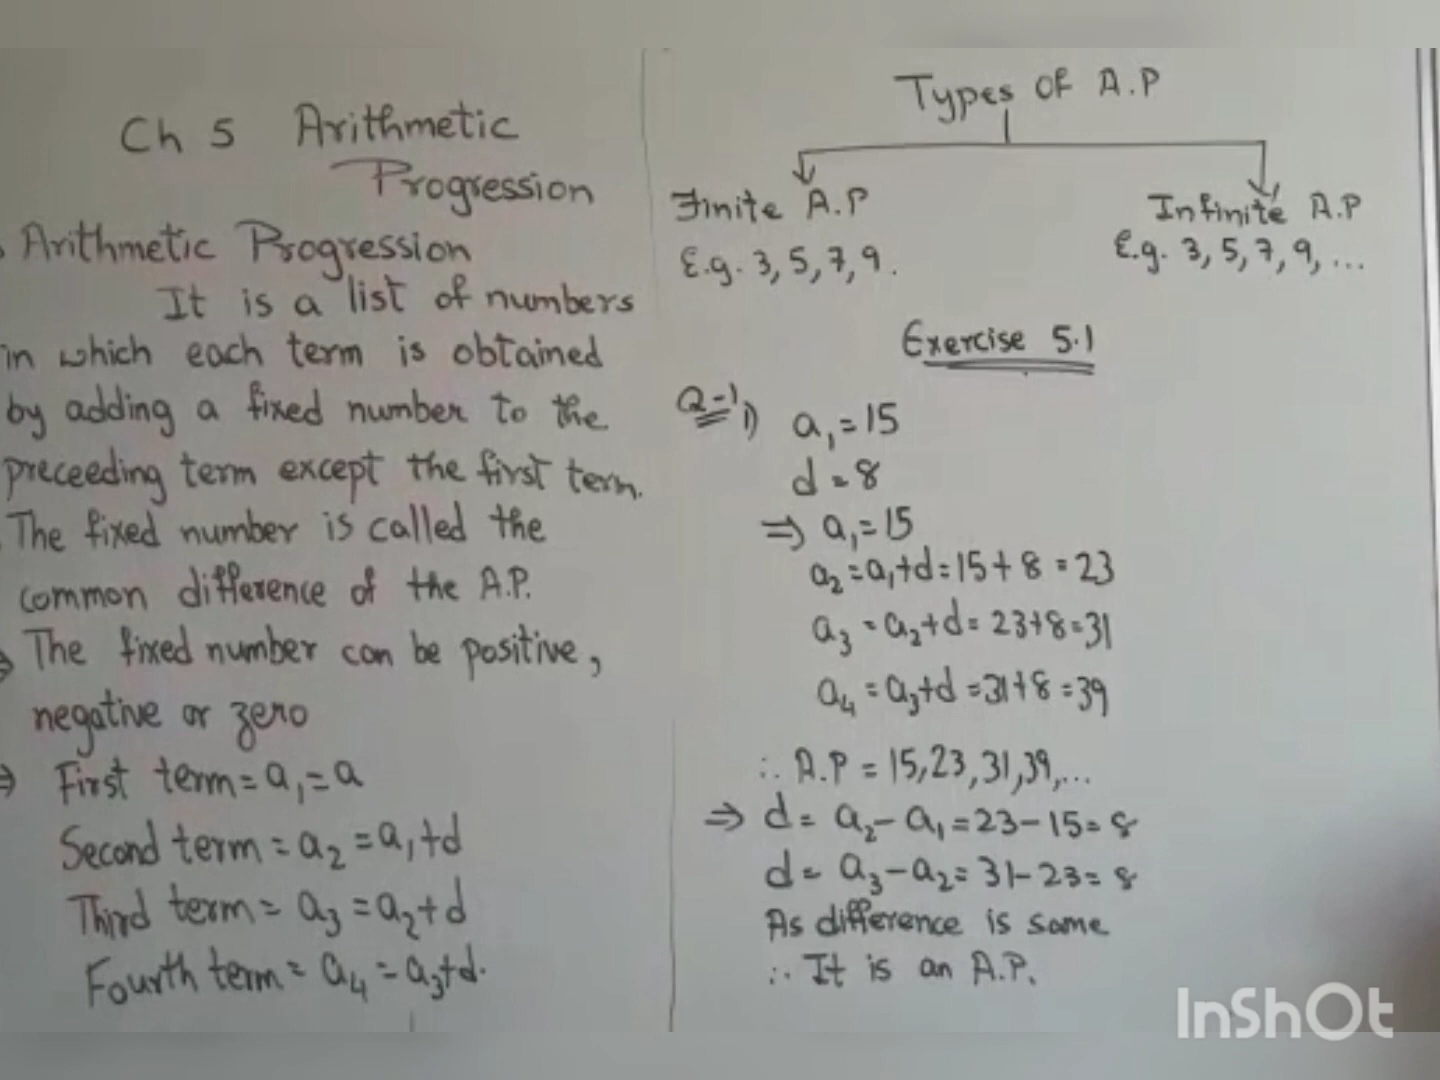 Ch 5 Arithmetic
Progression
Arithmetic Progression
It is a list of numbers
in which each term is obtained
by adding a fixed number to the
preceeding term except the first term.
The fixed number is called the
common difference of the A.P.
⇒ The fixed number can be positive,
negative or zero
⇒ First term = a₁ = a
Second term = a₂ = a₁+d
Third term = a₃ = a₂+d
Fourth term = a₄ = a₃+d.
Types of A.P
Finite A.P
E.g. 3, 5, 7, 9.
Infinite A.P
E.g. 3, 5, 7, 9, ...
Exercise 5.1
Q-1 i) a₁ = 15
d = 8
⇒ a₁ = 15
a₂ = a₁+d = 15 + 8 = 23
a₃ = a₂+d = 23+8 = 31
a₄ = a₃+d = 31+8 = 39
∴ A.P = 15, 23, 31, 39, ...
⇒ d = a₂ - a₁ = 23 - 15 = 8
d = a₃ - a₂ = 31 - 23 = 8
As difference is same
∴ It is an A.P.
InShOt